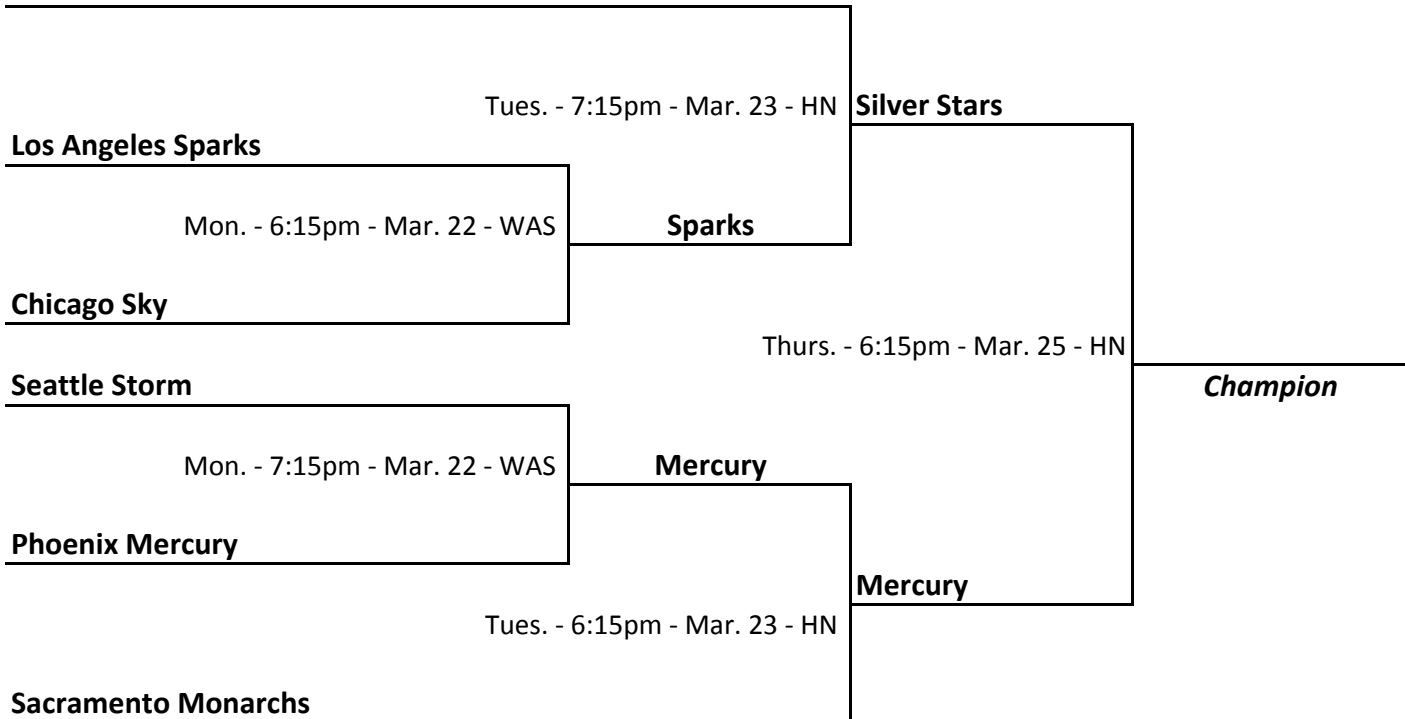 Tues. - 7:15pm - Mar. 23 - HN
Silver Stars
Los Angeles Sparks
Mon. - 6:15pm - Mar. 22 - WAS
Sparks
Chicago Sky
Thurs. - 6:15pm - Mar. 25 - HN
Seattle Storm
Champion
Mon. - 7:15pm - Mar. 22 - WAS
Mercury
Phoenix Mercury
Mercury
Tues. - 6:15pm - Mar. 23 - HN
Sacramento Monarchs